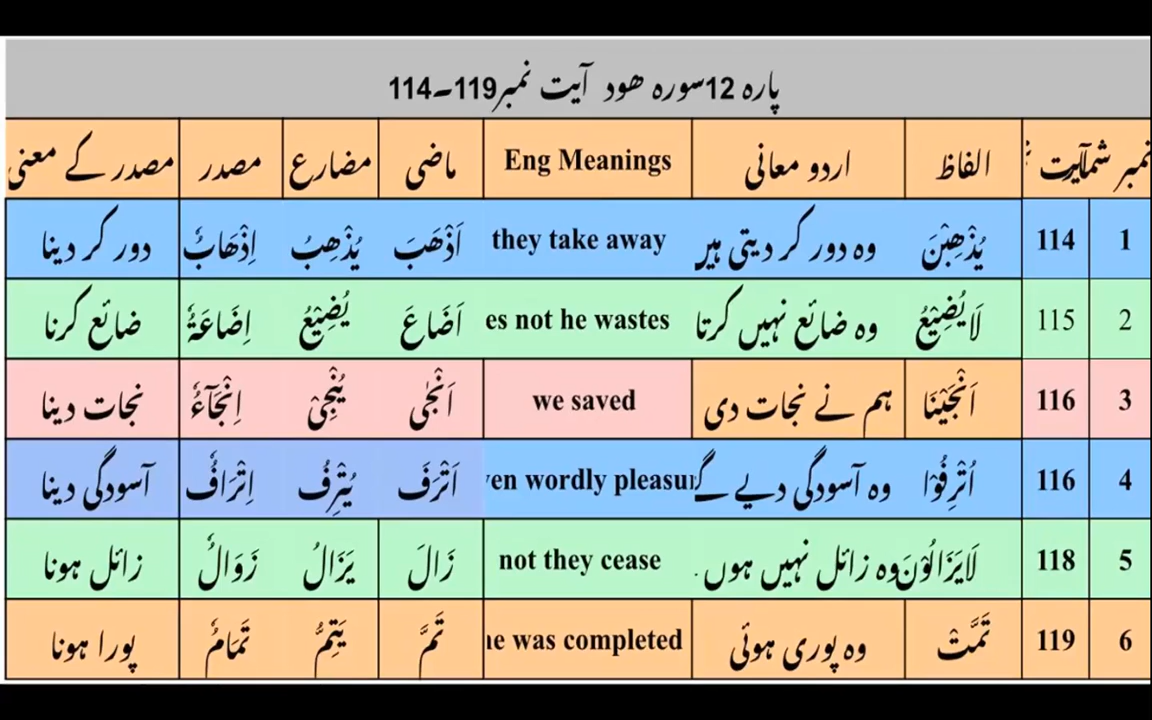 پارہ 12سورہ ھود آیت نمبر119۔114
نمبر شمار آیت الفاظ اردو معانی Eng Meanings ماضی مضارع مصدر مصدر کے معنی
1 114 يُذْهِبْنَ وہ دور کر دیتی ہیں they take away اَذْهَبَ يُذْهِبُ اِذْهَابٌ دور کر دینا
2 115 لَا يُضِيْعُ وہ ضائع نہیں کرتا es not he wastes اَضَاعَ يُضِيْعُ اِضَاعَةٌ ضائع کرنا
3 116 اَنْجَيْنَا ہم نے نجات دی we saved اَنْجٰى يُنْجِيْ اِنْجَآءٌ نجات دینا
4 116 اُتْرِفُوْا وہ آسودگی دیے گے en wordly pleasur اَتْرَفَ يُتْرِفُ اِتْرَافٌ آسودگی دینا
5 118 لَايَزَالُوْنَ وہ زائل نہیں ہوں not they cease زَالَ يَزَالُ زَوَالٌ زائل ہونا
6 119 تَمَّتْ وہ پوری ہوئی he was completed تَمَّ يَتِمُّ تَمَامٌ پورا ہونا